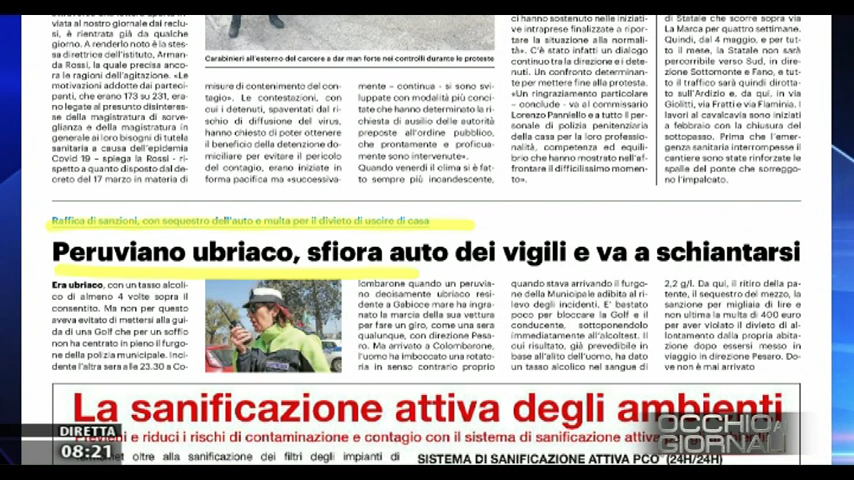 viata al nostro giornale dai reclu-
si, è rientrata già da qualche
giorno. A renderlo noto è la stes-
sa direttrice dell'istituto, Arman-
da Rossi, la quale precisa anco-
ra le ragioni dell'agitazione. «Le
motivazioni addotte dai parteci-
panti, che erano 173 su 231, era-
no legate al presunto disinteres-
se della magistratura di sorve-
glianza e della magistratura in
generale ai loro bisogni di tutela
sanitaria a causa dell'epidemia
Covid 19 – spiega la Rossi - ri-
spetto a quanto disposto dal de-
creto del 17 marzo in materia di
Carabinieri all'esterno del carcere a dar man forte nei controlli durante le proteste
misure di contenimento del con-
tagio». Le contestazioni, con
cui i detenuti, spaventati dal ri-
schio di diffusione del virus,
hanno chiesto di poter ottenere
il beneficio della detenzione do-
miciliare per evitare il pericolo
del contagio, erano iniziate in
forma pacifica ma «successiva-
mente – continua - si sono svi-
luppate con modalità più conci-
tate che hanno determinato la ri-
chiesta di ausilio delle autorità
preposte all'ordine pubblico,
che prontamente e proficua-
mente sono intervenute».
Quando venerdì il clima si è fat-
to sempre più incandescente,
ci hanno sostenuto nelle iniziati-
ve intraprese finalizzate a ripor-
tare la situazione alla normali-
tà». C'è stato infatti un dialogo
continuo tra la direzione e i dete-
nuti. Un confronto determinan-
te per mettere fine alla protesta.
«Un ringraziamento particolare
– conclude - va al commissario
Lorenzo Panniello e a tutto il per-
sonale di polizia penitenziaria
della casa per la loro umanità,
competenza ed equili-
brio che hanno mostrato nell'af-
frontare il difficilissimo momen-
to».
di Statale che scorre sopra via
La Marca per quattro settimane.
Quindi, dal 4 maggio, e per tut-
to il mese, la Statale non sarà
percorribile verso Sud, in dire-
zione Sottomonte e Fano, e tut-
to il traffico sarà quindi dirotta-
to sull'Ardizio e, da qui, in via
Giolitti, via Fratti e via Flaminia. I
lavori al cavalcavia sono iniziati
a febbraio con la chiusura del
sottopasso. Prima che l'emer-
genza sanitaria interrompesse il
cantiere sono state rinforzate le
spalle del ponte che sorreggo-
no l'impalcato.
Raffica di sanzioni, con sequestro dell'auto e multa per il divieto di uscire di casa
Peruviano ubriaco, sfiora auto dei vigili e va a schiantarsi
Era ubriaco, con un tasso alcoli-
co di almeno 4 volte sopra il
consentito. Ma non per questo
aveva evitato di mettersi alla gui-
da di una Golf che per un soffio
non ha centrato in pieno il furgo-
ne della polizia municipale. Inci-
dente l'altra sera alle 23.30 a Co-
lombarone quando un peruvia-
no decisamente ubriaco resi-
dente a Gabicce mare ha ingra-
nato la marcia della sua vettura
per fare un giro, come una sera
qualunque, con direzione Pesa-
ro. Ma arrivato a Colombarone,
l'uomo ha imboccato una rotato-
ria in senso contrario proprio
quando stava arrivando il furgo-
ne della Municipale adibita al ri-
levo degli incidenti. E' bastato
poco per bloccare la Golf e il
conducente, sottoponendolo
immediatamente all'alcoltest. Il
cui risultato, già prevedibile in
base all'alito dell'uomo, ha dato
un tasso alcolico nel sangue di
2,2 g/l. Da qui, il ritiro della pa-
tente, il sequestro del mezzo, la
sanzione per migliaia di lire e
non ultima la multa di 400 euro
per aver violato il divieto di al-
lontamento dalla propria abita-
zione dopo essersi messo in
viaggio in direzione Pesaro. Do-
ve non è mai arrivato
La sanificazione attiva degli ambienti
Previeni e riduci i rischi di contaminazione e contagio con il sistema di sanificazione attiva
oltre alla sanificazione dei filtri degli impianti di
SISTEMA DI SANIFICAZIONE ATTIVA PCO (24H/24H)
DIRETTA
08:21
OCCHIO AI
GIORNALI